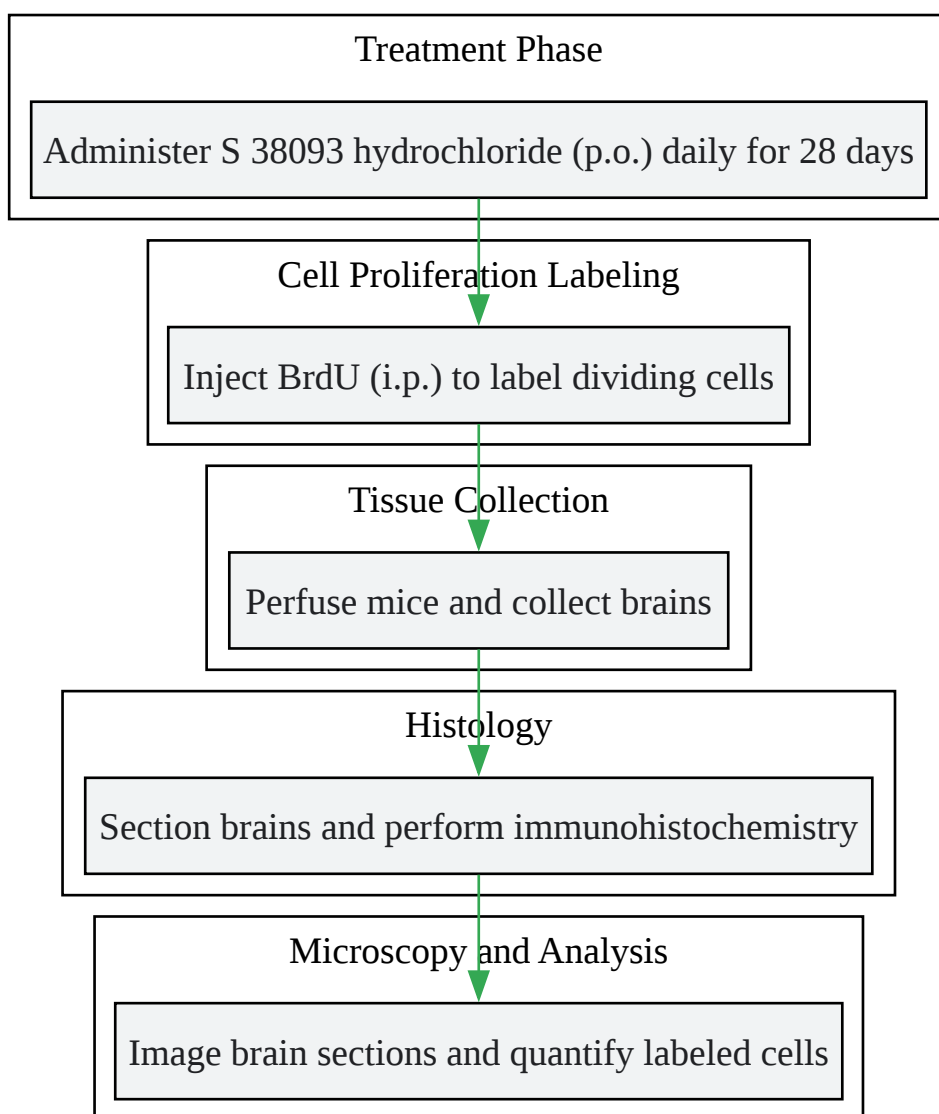 Treatment Phase
Administer S 38093 hydrochloride (p.o.) daily for 28 days
Cell Proliferation Labeling
Inject BrdU (i.p.) to label dividing cells
Tissue Collection
Perfuse mice and collect brains
Histology
Section brains and perform immunohistochemistry
Microscopy and Analysis
Image brain sections and quantify labeled cells